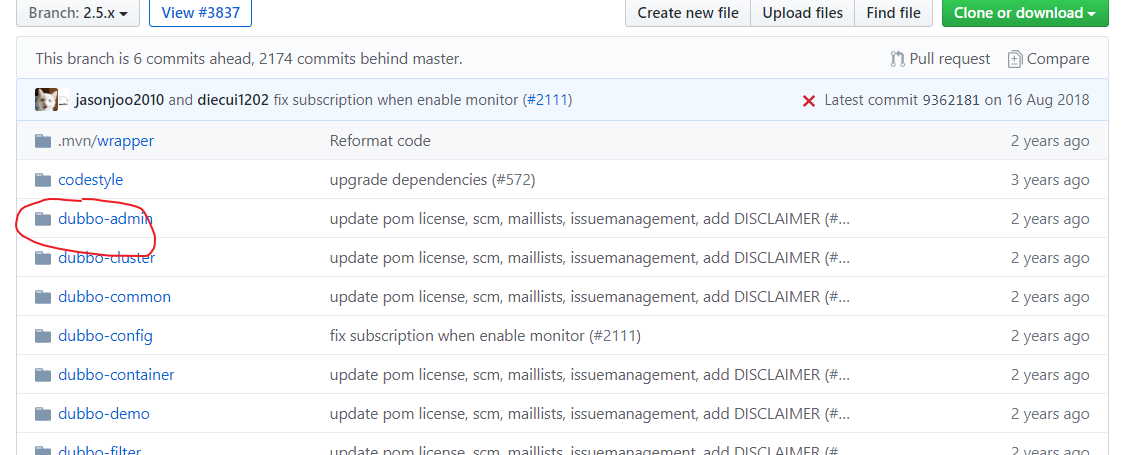 Branch: 2.5.x View #3837 Create new file Upload files Find file Clone or download
This branch is 6 commits ahead, 2174 commits behind master. Pull request Compare
jasonjoo2010 and diecui1202 fix subscription when enable monitor (#2111) Latest commit 9362181 on 16 Aug 2018
.mvn/wrapper Reformat code 2 years ago
codestyle upgrade dependencies (#572) 3 years ago
dubbo-admin update pom license, scm, maillists, issuemanagement, add DISCLAIMER (#... 2 years ago
dubbo-cluster update pom license, scm, maillists, issuemanagement, add DISCLAIMER (#... 2 years ago
dubbo-common update pom license, scm, maillists, issuemanagement, add DISCLAIMER (#... 2 years ago
dubbo-config fix subscription when enable monitor (#2111) 2 years ago
dubbo-container update pom license, scm, maillists, issuemanagement, add DISCLAIMER (#... 2 years ago
dubbo-demo update pom license, scm, maillists, issuemanagement, add DISCLAIMER (#... 2 years ago
dubbo-filter update pom license, scm, maillists, issuemanagement, add DISCLAIMER (#... 2 years ago